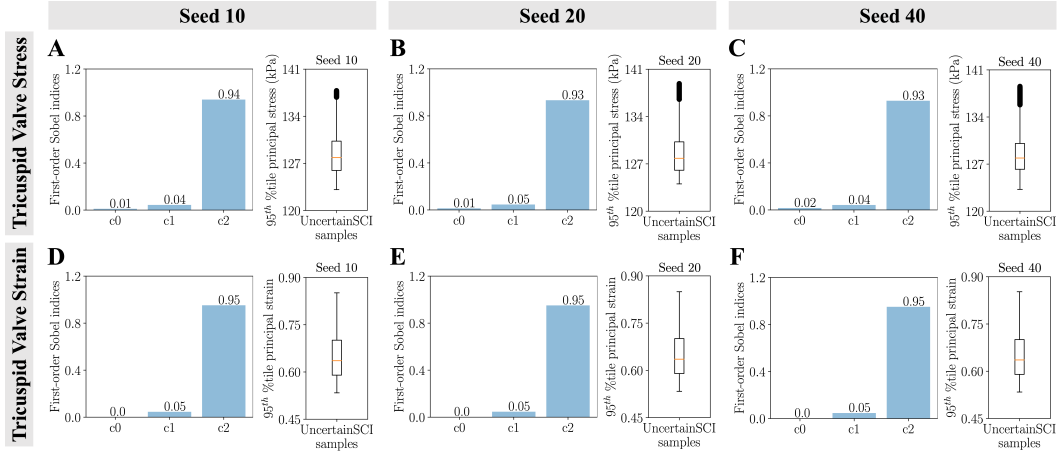 Seed 10
Seed 20
Seed 40
Tricuspid Valve Stress
A
First-order Sobel indices
1.2
0.8
0.4
0.0
0.01
0.04
0.94
c0
c1
c2
Seed 10
95th %tile principal stress (kPa)
141
134
127
120
UncertainSCI
samples
B
First-order Sobel indices
1.2
0.8
0.4
0.0
0.01
0.05
0.93
c0
c1
c2
Seed 20
95th %tile principal stress (kPa)
141
134
127
120
UncertainSCI
samples
C
First-order Sobel indices
1.2
0.8
0.4
0.0
0.02
0.04
0.93
c0
c1
c2
Seed 40
95th %tile principal stress (kPa)
141
134
127
120
UncertainSCI
samples
Tricuspid Valve Strain
D
First-order Sobel indices
1.2
0.8
0.4
0.0
0.0
0.05
0.95
c0
c1
c2
Seed 10
95th %tile principal strain
0.90
0.75
0.60
0.45
UncertainSCI
samples
E
First-order Sobel indices
1.2
0.8
0.4
0.0
0.0
0.05
0.95
c0
c1
c2
Seed 20
95th %tile principal strain
0.90
0.75
0.60
0.45
UncertainSCI
samples
F
First-order Sobel indices
1.2
0.8
0.4
0.0
0.0
0.05
0.95
c0
c1
c2
Seed 40
95th %tile principal strain
0.90
0.75
0.60
0.45
UncertainSCI
samples